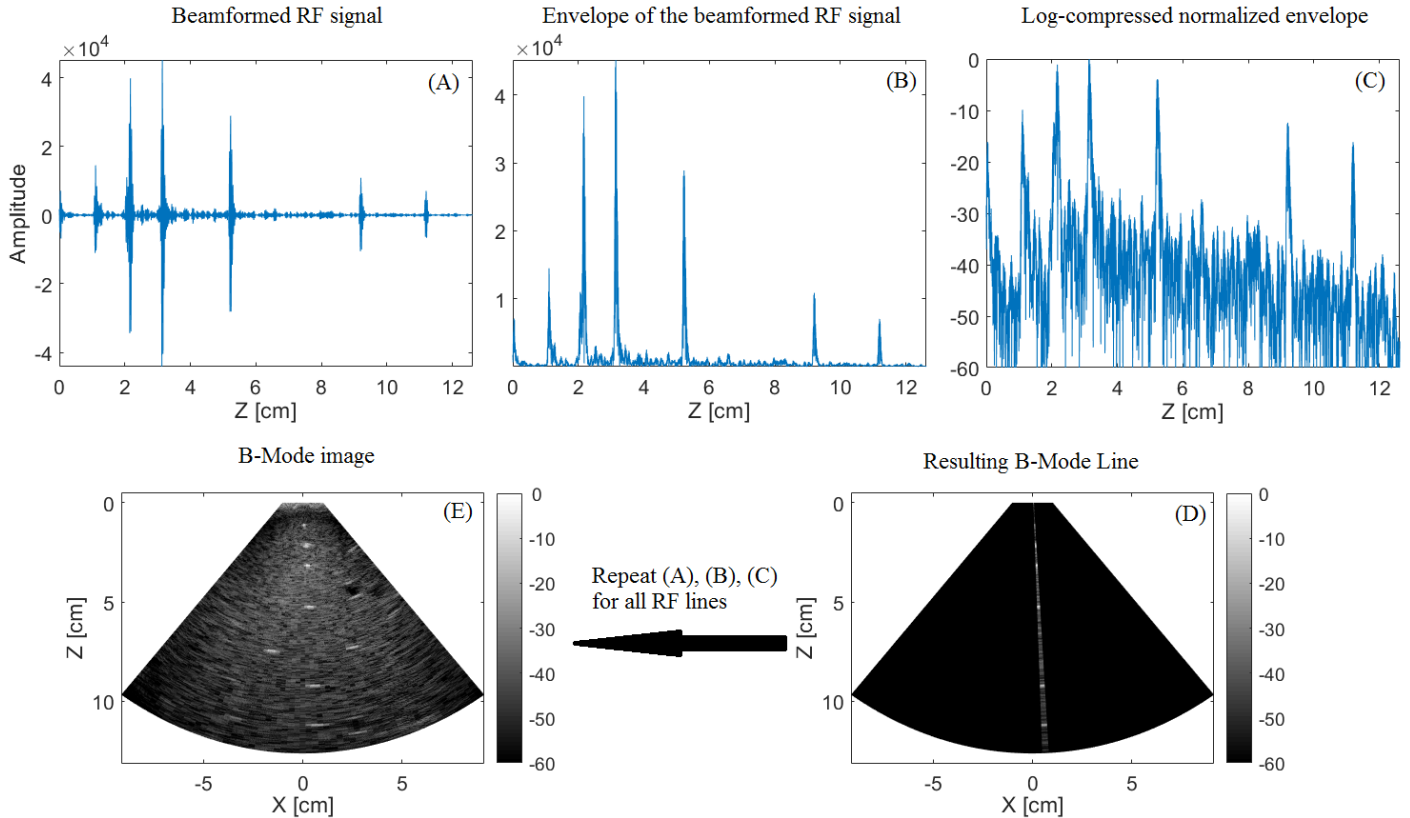 Beamformed RF signal
Envelope of the beamformed RF signal
Log-compressed normalized envelope
×10^4
(A)
4
2
0
-2
-4
Amplitude
0 2 4 6 8 10 12
Z [cm]
×10^4
(B)
4
3
2
1
0 2 4 6 8 10 12
Z [cm]
(C)
0
-10
-20
-30
-40
-50
-60
0 2 4 6 8 10 12
Z [cm]
B-Mode image
(E)
0
5
10
Z [cm]
-5 0 5
X [cm]
0
-10
-20
-30
-40
-50
-60
Repeat (A), (B), (C)
for all RF lines
Resulting B-Mode Line
(D)
0
5
10
Z [cm]
-5 0 5
X [cm]
0
-10
-20
-30
-40
-50
-60